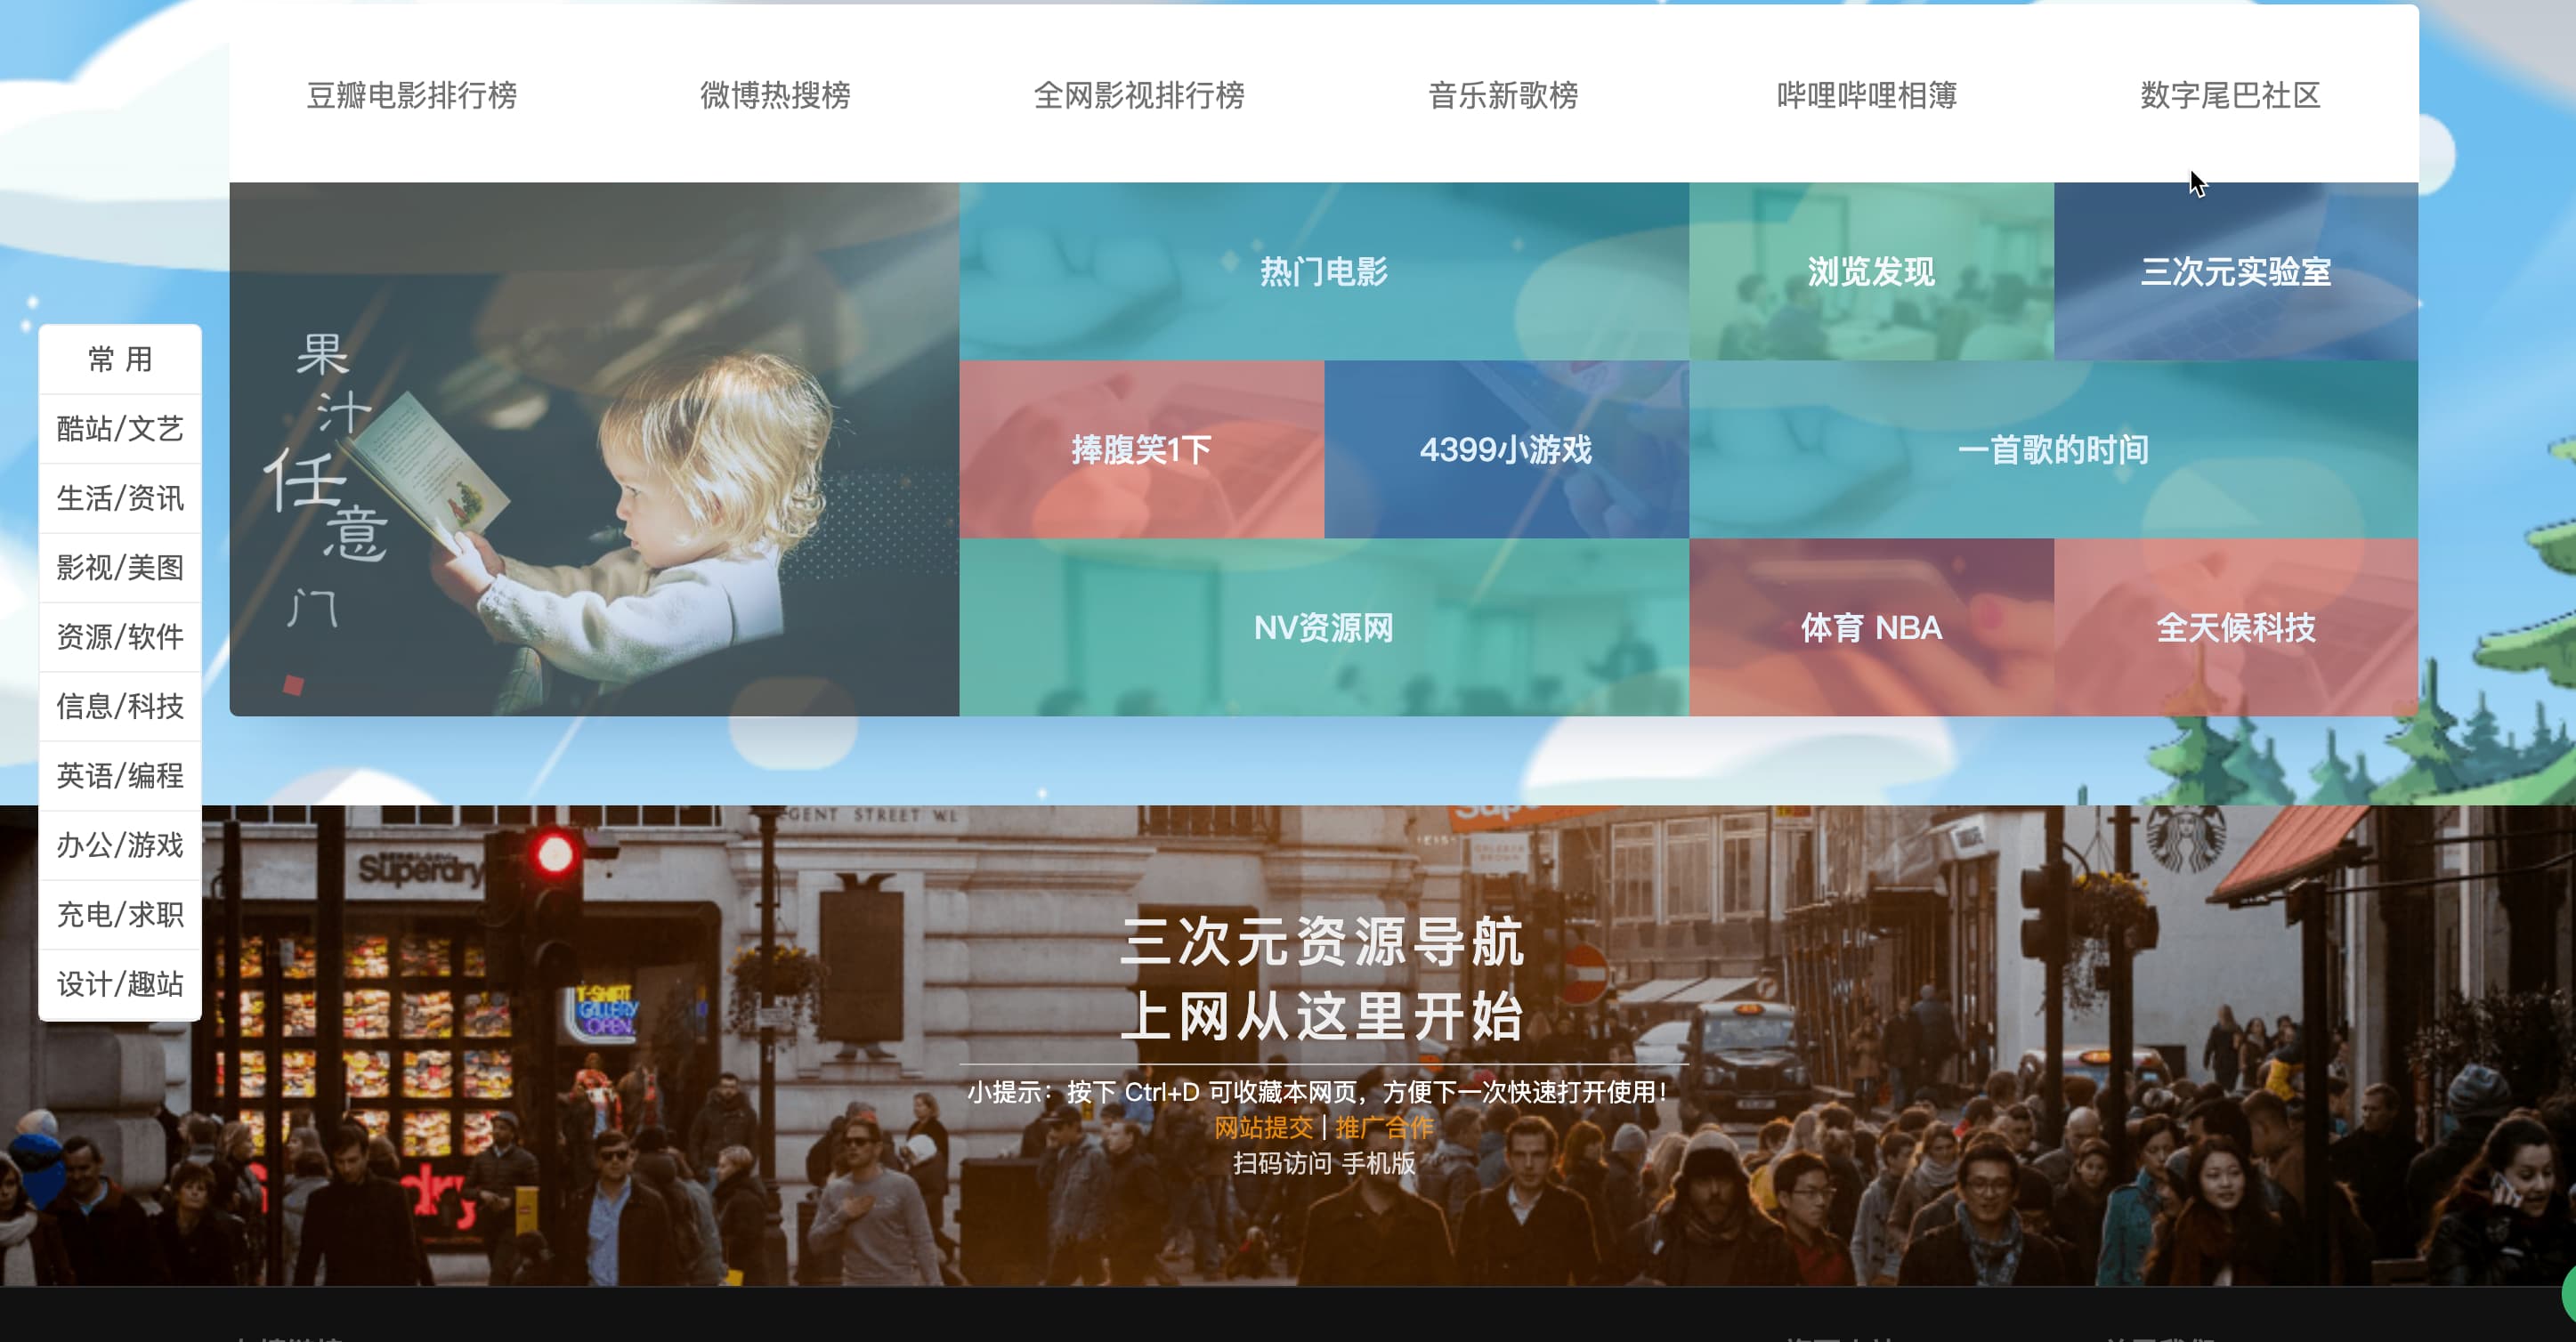 豆瓣电影排行榜
微博热搜榜
全网影视排行榜
音乐新歌榜
哔哩哔哩相簿
数字尾巴社区
常 用
酷站/文艺
生活/资讯
影视/美图
资源/软件
信息/科技
英语/编程
办公/游戏
充电/求职
设计/趣站
果汁任意门
热门电影
浏览发现
三次元实验室
捧腹笑1下
4399小游戏
一首歌的时间
NV资源网
体育 NBA
全天候科技
GENT STREET W1
Superdry
T-SHIRT
GALLERY
OPEN
三次元资源导航
上网从这里开始
小提示：按下 Ctrl+D 可收藏本网页，方便下一次快速打开使用！
网站提交 | 推广合作
扫码访问 手机版